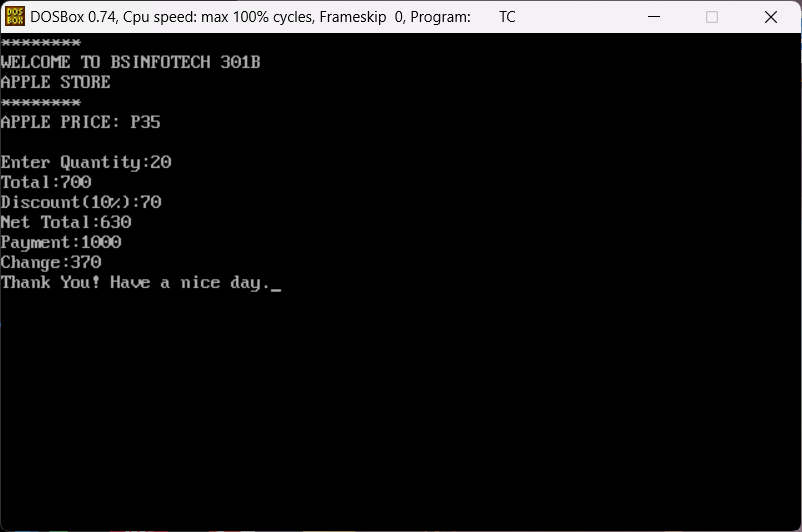 DOS
BOX
DOSBox 0.74, Cpu speed: max 100% cycles, Frameskip 0, Program: TC
********
WELCOME TO BSINFOTECH 301B
APPLE STORE
********
APPLE PRICE: P35
Enter Quantity:20
Total:700
Discount(10%):70
Net Total:630
Payment:1000
Change:370
Thank You! Have a nice day._